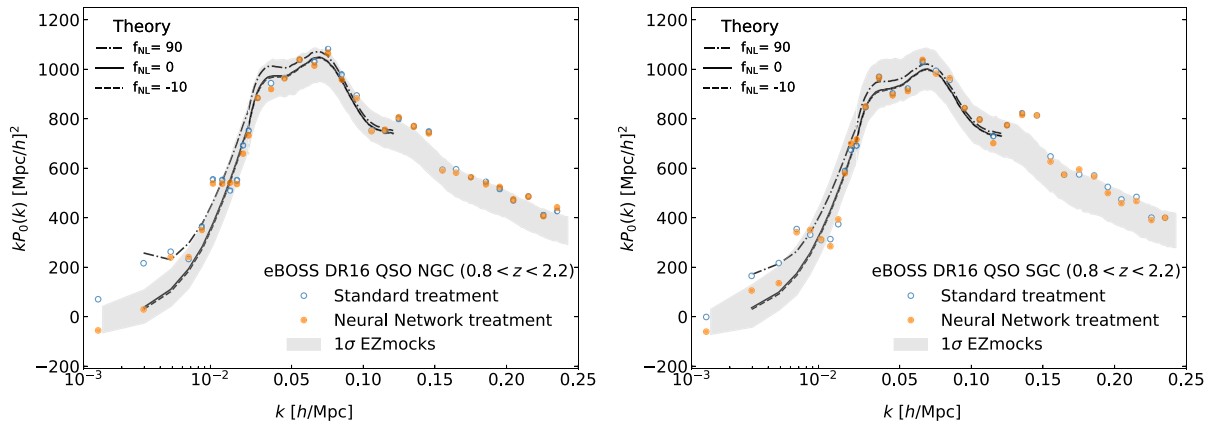 1200
1000
800
600
400
200
0
−200
kP₀(k) [Mpc/h]²
Theory
f_NL= 90
f_NL= 0
f_NL= -10
eBOSS DR16 QSO NGC (0.8 < z < 2.2)
Standard treatment
Neural Network treatment
1σ EZmocks
10⁻³ 10⁻² 0.05 0.10 0.15 0.20 0.25
k [h/Mpc]
1200
1000
800
600
400
200
0
−200
kP₀(k) [Mpc/h]²
Theory
f_NL= 90
f_NL= 0
f_NL= -10
eBOSS DR16 QSO SGC (0.8 < z < 2.2)
Standard treatment
Neural Network treatment
1σ EZmocks
10⁻³ 10⁻² 0.05 0.10 0.15 0.20 0.25
k [h/Mpc]